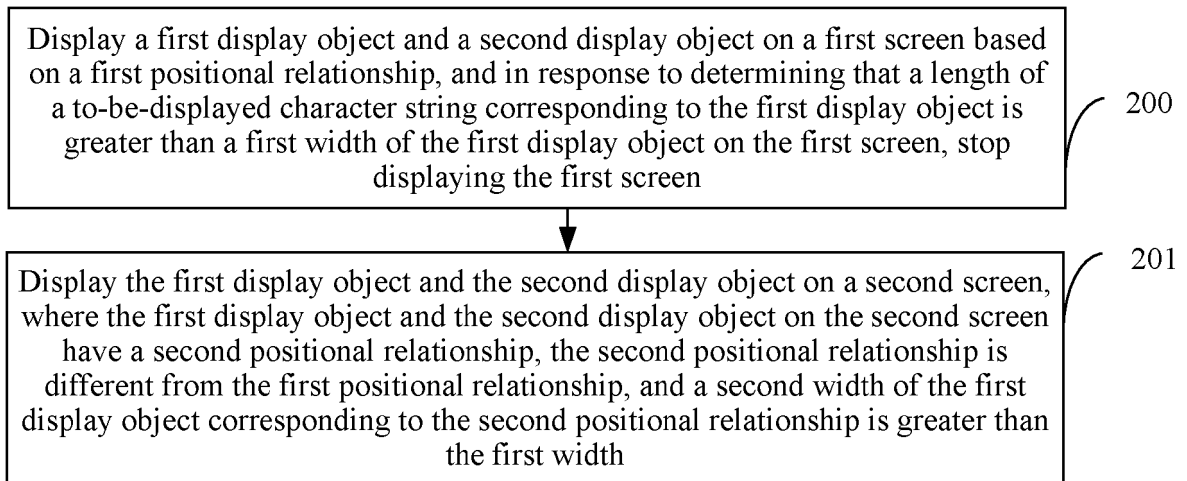 Display a first display object and a second display object on a first screen based
on a first positional relationship, and in response to determining that a length of
a to-be-displayed character string corresponding to the first display object is
greater than a first width of the first display object on the first screen, stop
displaying the first screen
200
Display the first display object and the second display object on a second screen,
where the first display object and the second display object on the second screen
have a second positional relationship, the second positional relationship is
different from the first positional relationship, and a second width of the first
display object corresponding to the second positional relationship is greater than
the first width
201